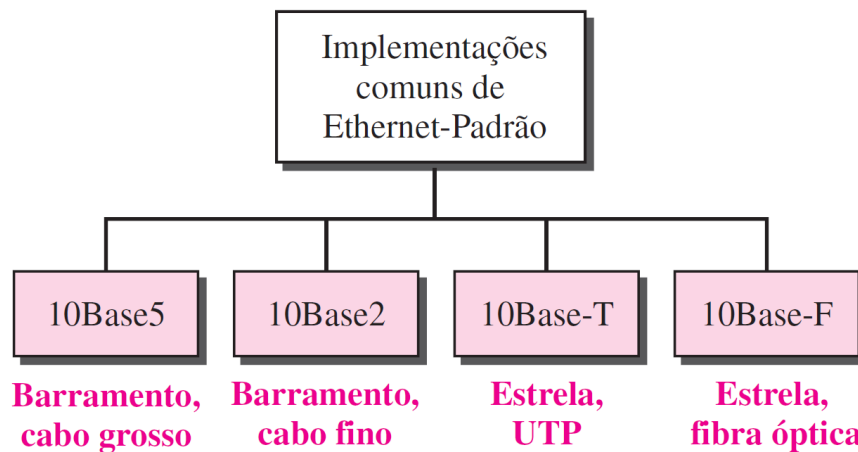 Implementações
comuns de
Ethernet-Padrão
10Base5
10Base2
10Base-T
10Base-F
Barramento,
cabo grosso
Barramento,
cabo fino
Estrela,
UTP
Estrela,
fibra óptica